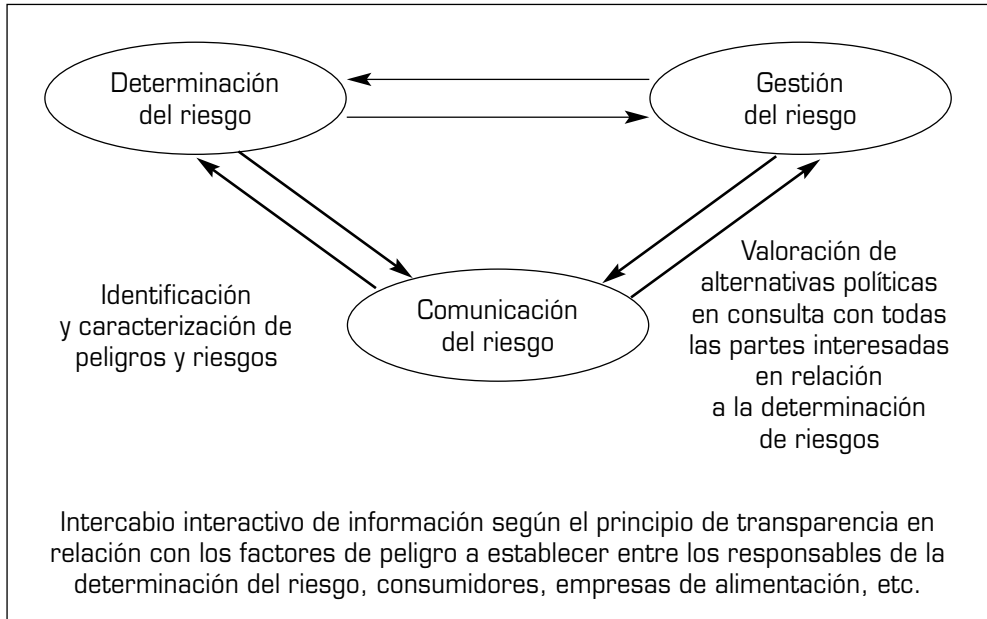 Determinación
del riesgo
Gestión
del riesgo
Comunicación
del riesgo
Identificación
y caracterización de
peligros y riesgos
Valoración de
alternativas políticas
en consulta con todas
las partes interesadas
en relación
a la determinación
de riesgos
Intercabio interactivo de información según el principio de transparencia en
relación con los factores de peligro a establecer entre los responsables de la
determinación del riesgo, consumidores, empresas de alimentación, etc.